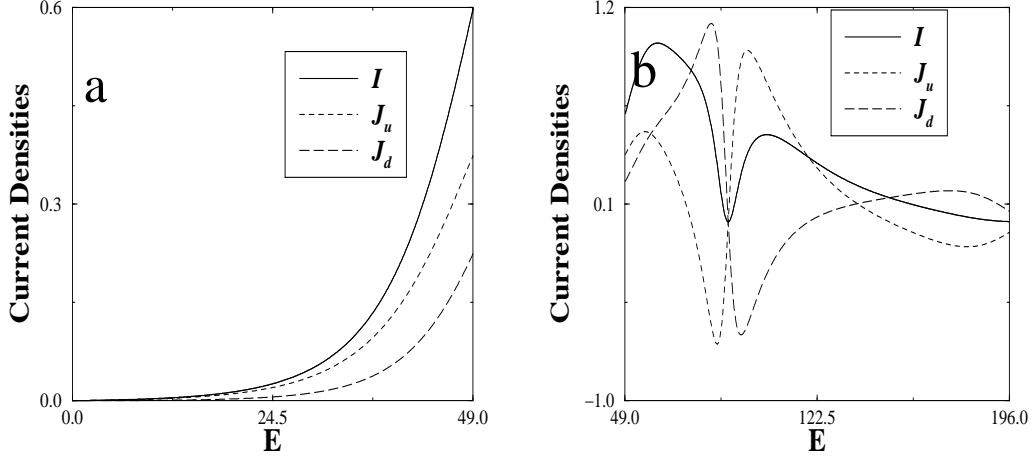 a
Current Densities
0.6
0.3
0.0
0.0
24.5
49.0
E
I
J_u
J_d
b
Current Densities
1.2
0.1
−1.0
49.0
122.5
196.0
E
I
J_u
J_d